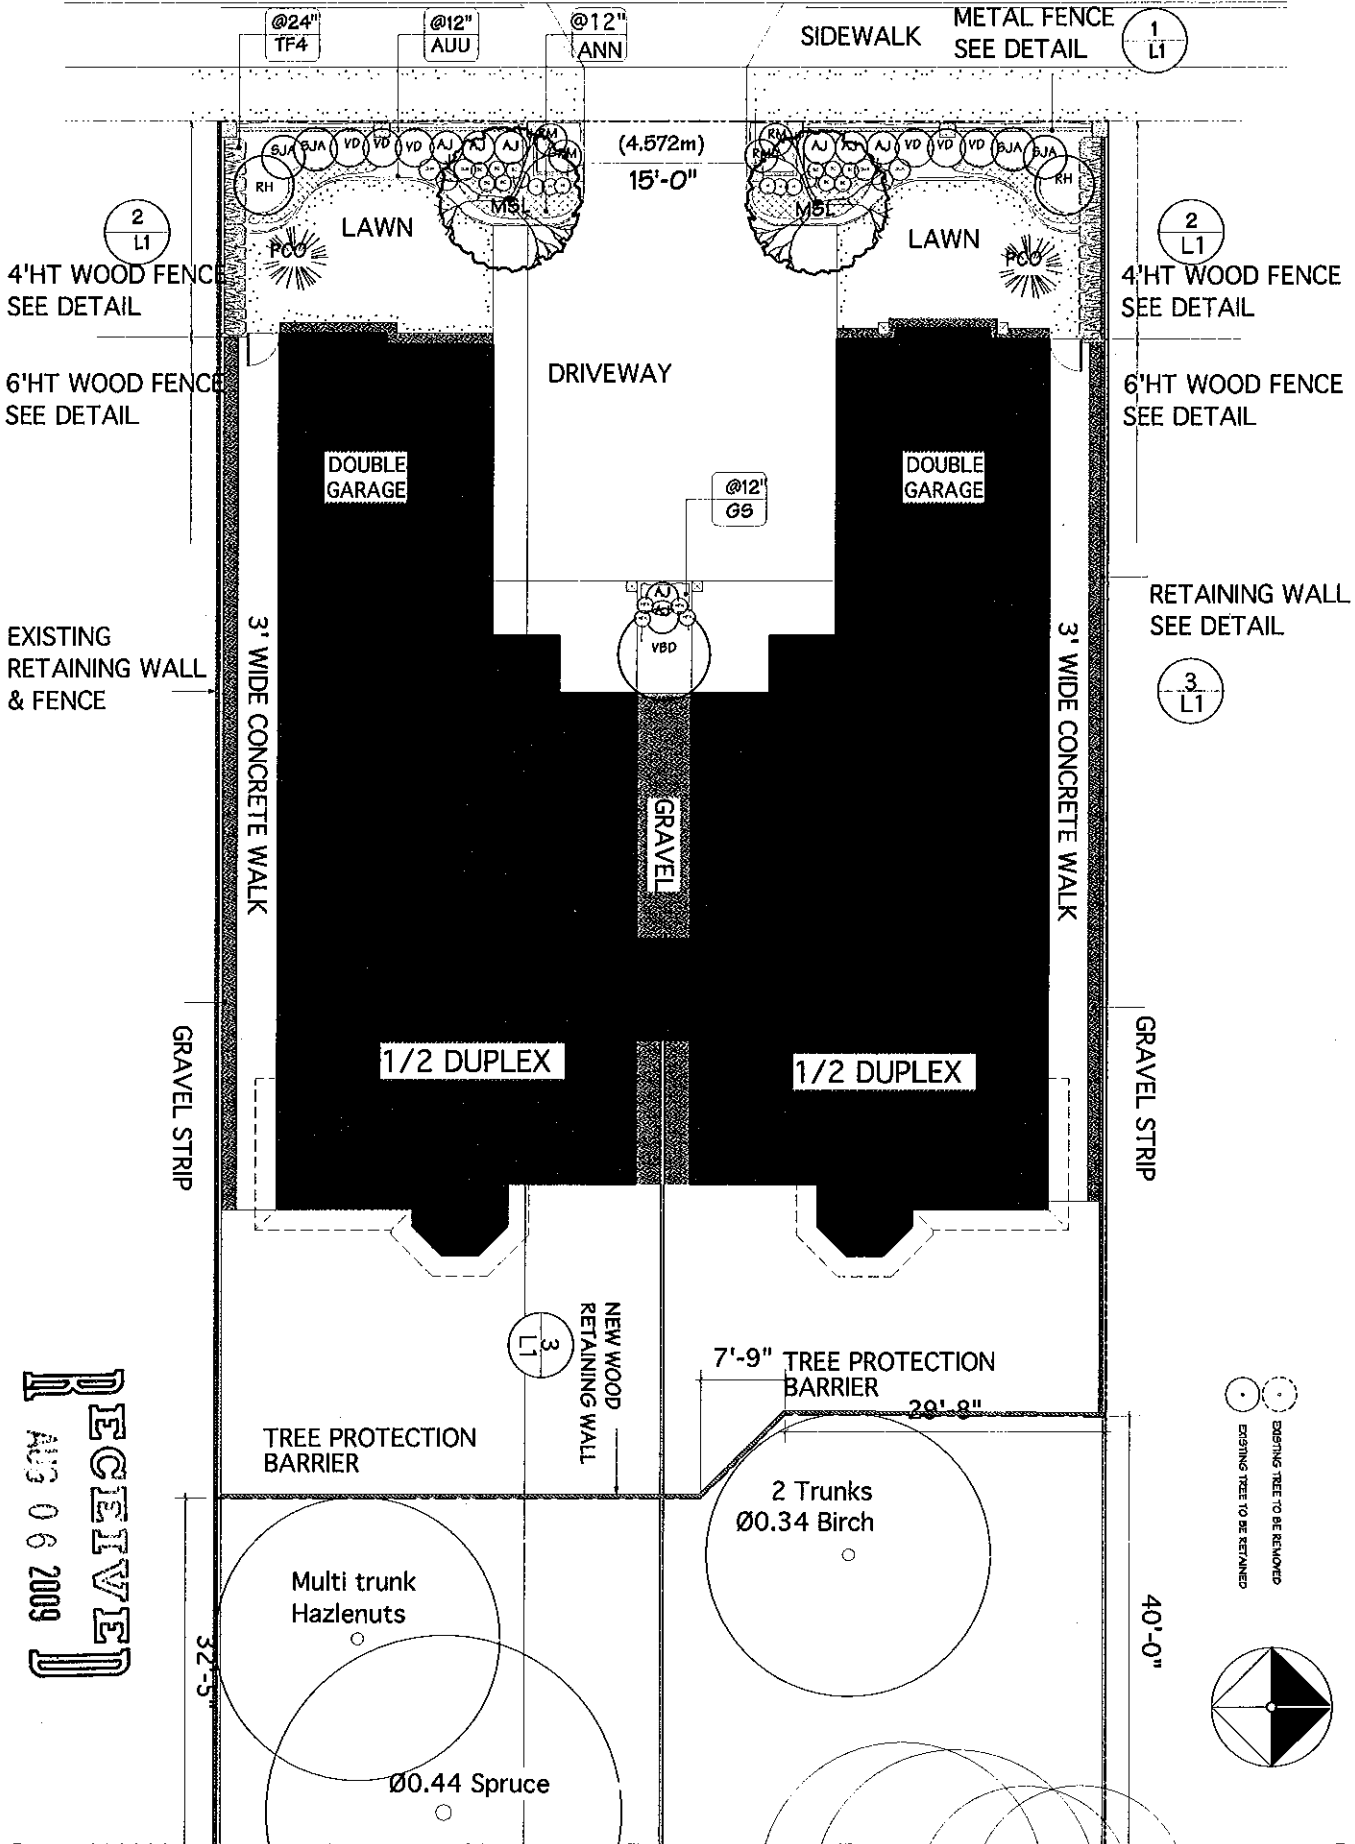 @24"
TF4
@12"
AUU
@12"
ANN
SIDEWALK
METAL FENCE
SEE DETAIL
1
L1
SJA
SJA
VD
VD
VD
AJ
AJ
AJ
RM
RM
RH
MSL
(4.572m)
15'-0"
RM
RM
AJ
AJ
AJ
VD
VD
VD
SJA
SJA
RH
MSL
2
L1
LAWN
PCO
4'HT WOOD FENCE
SEE DETAIL
LAWN
PCO
2
L1
4'HT WOOD FENCE
SEE DETAIL
6'HT WOOD FENCE
SEE DETAIL
DRIVEWAY
6'HT WOOD FENCE
SEE DETAIL
DOUBLE
GARAGE
DOUBLE
GARAGE
@12"
GS
AJ
AJ
VBD
EXISTING
RETAINING WALL
& FENCE
3' WIDE CONCRETE WALK
3' WIDE CONCRETE WALK
RETAINING WALL
SEE DETAIL
3
L1
GRAVEL
1/2 DUPLEX
1/2 DUPLEX
GRAVEL STRIP
GRAVEL STRIP
3
L1
NEW WOOD
RETAINING WALL
7'-9"
TREE PROTECTION
BARRIER
29'-8"
TREE PROTECTION
BARRIER
RECEIVED
AUG 06 2009
2 Trunks
Ø0.34 Birch
Multi trunk
Hazlenuts
32'-5"
Ø0.44 Spruce
40'-0"
EXISTING TREE TO BE REMOVED
EXISTING TREE TO BE RETAINED